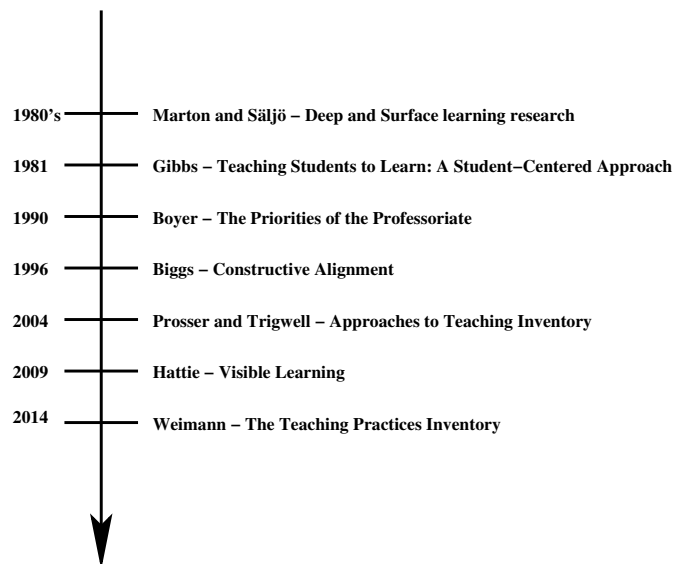 1980's Marton and Säljö – Deep and Surface learning research
1981 Gibbs – Teaching Students to Learn: A Student–Centered Approach
1990 Boyer – The Priorities of the Professoriate
1996 Biggs – Constructive Alignment
2004 Prosser and Trigwell – Approaches to Teaching Inventory
2009 Hattie – Visible Learning
2014 Weimann – The Teaching Practices Inventory